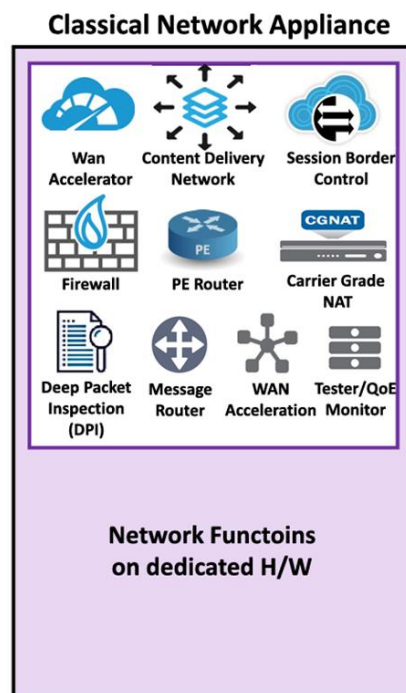 Classical Network Appliance
Wan
Accelerator
Content Delivery
Network
Session Border
Control
Firewall
PE
PE Router
CGNAT
Carrier Grade
NAT
Deep Packet
Inspection
(DPI)
Message
Router
WAN
Acceleration
Tester/QoE
Monitor
Network Functoins
on dedicated H/W